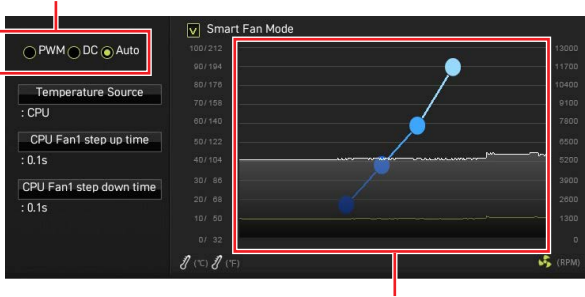 V Smart Fan Mode
PWM DC Auto
Temperature Source
: CPU
CPU Fan1 step up time
: 0.1s
CPU Fan1 step down time
: 0.1s
100/212 13000
90/194 11700
80/176 10400
70/158 9100
60/140 7800
50/122 6500
40/104 5200
30/ 86 3900
20/ 68 2600
10/ 50 1300
0/ 32 0
(℃) (℉) (RPM)